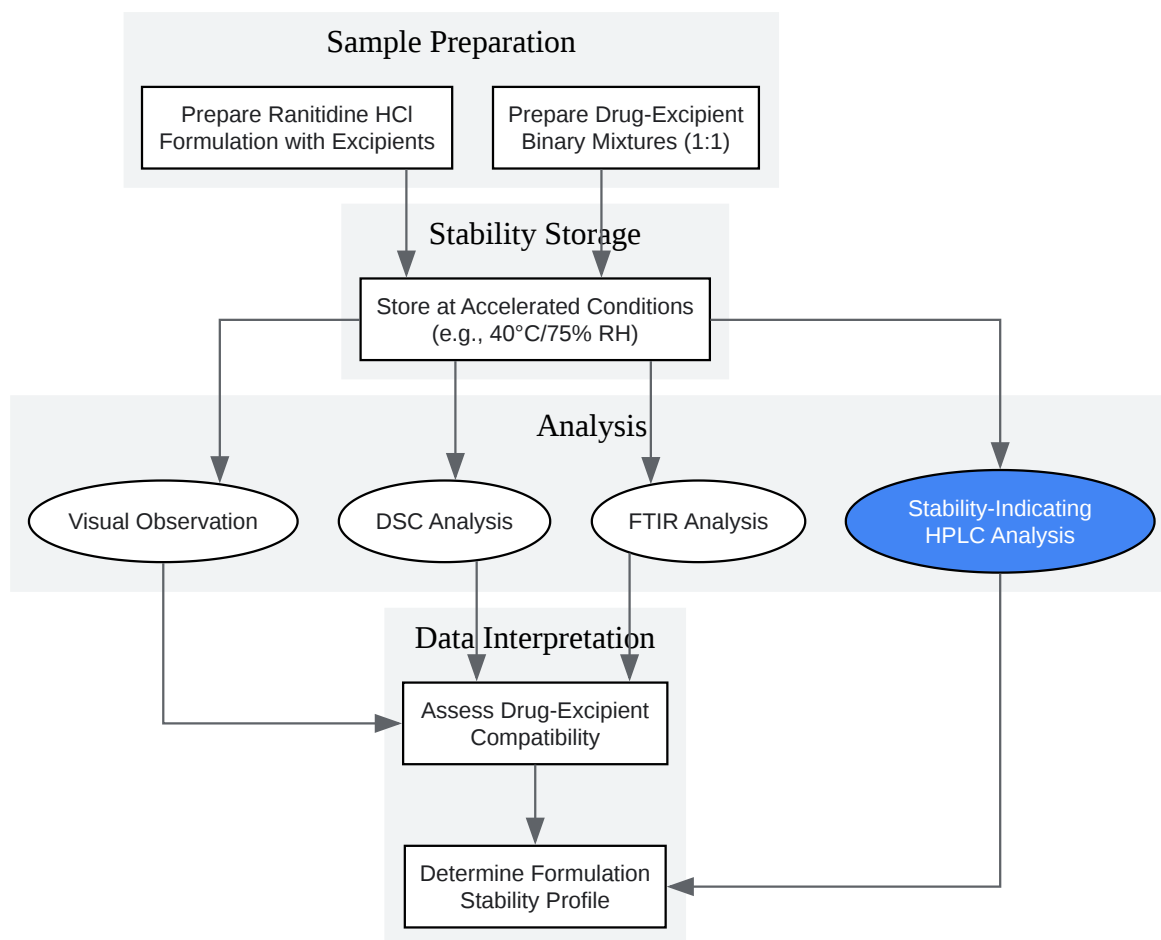 Sample Preparation
Prepare Ranitidine HCl
Formulation with Excipients
Prepare Drug-Excipient
Binary Mixtures (1:1)
Stability Storage
Store at Accelerated Conditions
(e.g., 40°C/75% RH)
Analysis
Visual Observation
DSC Analysis
FTIR Analysis
Stability-Indicating
HPLC Analysis
Data Interpretation
Assess Drug-Excipient
Compatibility
Determine Formulation
Stability Profile